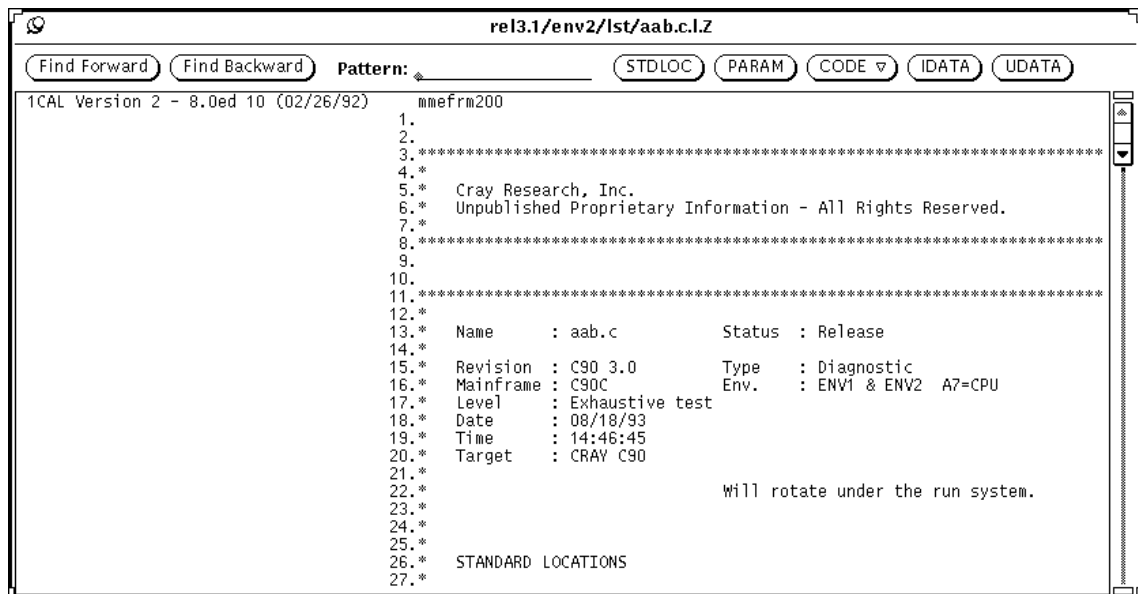 rel3.1/env2/lst/aab.c.l.Z
Find Forward Find Backward Pattern: STDLOC PARAM CODE ▽ IDATA UDATA
1CAL Version 2 - 8.0ed 10 (02/26/92) mmefrm200
1.
2.
3.*************************************************************************
4.*
5.* Cray Research, Inc.
6.* Unpublished Proprietary Information - All Rights Reserved.
7.*
8.*************************************************************************
9.
10.
11.*************************************************************************
12.*
13.* Name : aab.c Status : Release
14.*
15.* Revision : C90 3.0 Type : Diagnostic
16.* Mainframe : C90C Env. : ENV1 & ENV2 A7=CPU
17.* Level : Exhaustive test
18.* Date : 08/18/93
19.* Time : 14:46:45
20.* Target : CRAY C90
21.*
22.* Will rotate under the run system.
23.*
24.*
25.*
26.* STANDARD LOCATIONS
27.*